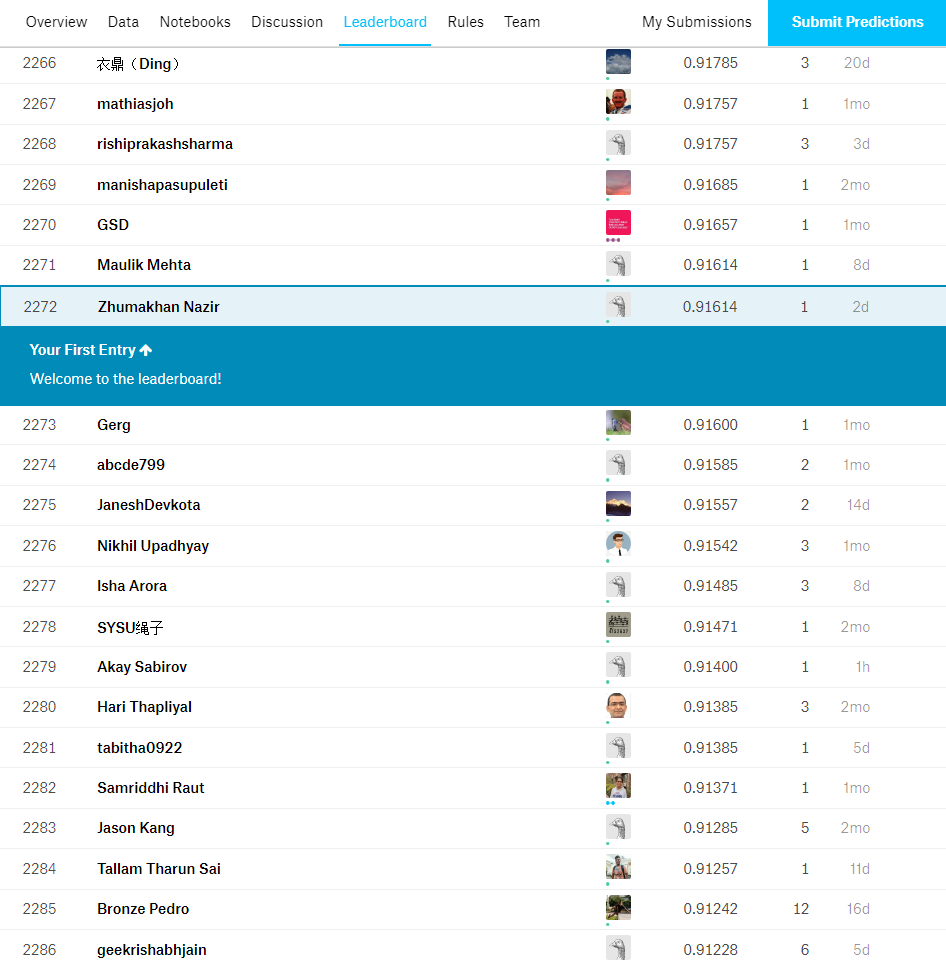 Overview Data Notebooks Discussion Leaderboard Rules Team My Submissions Submit Predictions
2266 衣鼎（Ding） 0.91785 3 20d
2267 mathiasjoh 0.91757 1 1mo
2268 rishiprakashsharma 0.91757 3 3d
2269 manishapasupuleti 0.91685 1 2mo
2270 GSD 0.91657 1 1mo
2271 Maulik Mehta 0.91614 1 8d
2272 Zhumakhan Nazir 0.91614 1 2d
Your First Entry
Welcome to the leaderboard!
2273 Gerg 0.91600 1 1mo
2274 abcde799 0.91585 2 1mo
2275 JaneshDevkota 0.91557 2 14d
2276 Nikhil Upadhyay 0.91542 3 1mo
2277 Isha Arora 0.91485 3 8d
2278 SYSU绳子 0.91471 1 2mo
2279 Akay Sabirov 0.91400 1 1h
2280 Hari Thapliyal 0.91385 3 2mo
2281 tabitha0922 0.91385 1 5d
2282 Samriddhi Raut 0.91371 1 1mo
2283 Jason Kang 0.91285 5 2mo
2284 Tallam Tharun Sai 0.91257 1 11d
2285 Bronze Pedro 0.91242 12 16d
2286 geekrishabhjain 0.91228 6 5d